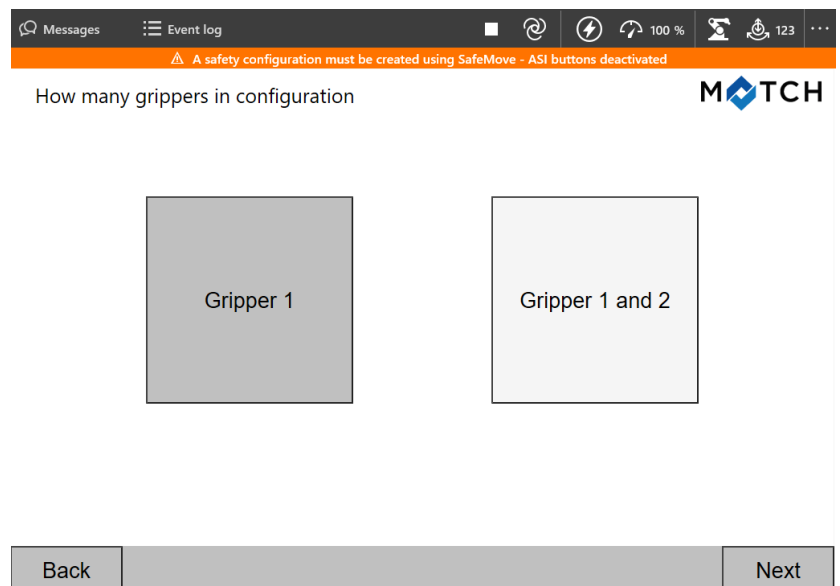 Messages
Event log
100 %
123
A safety configuration must be created using SafeMove - ASI buttons deactivated
How many grippers in configuration
MATCH
Gripper 1
Gripper 1 and 2
Back
Next